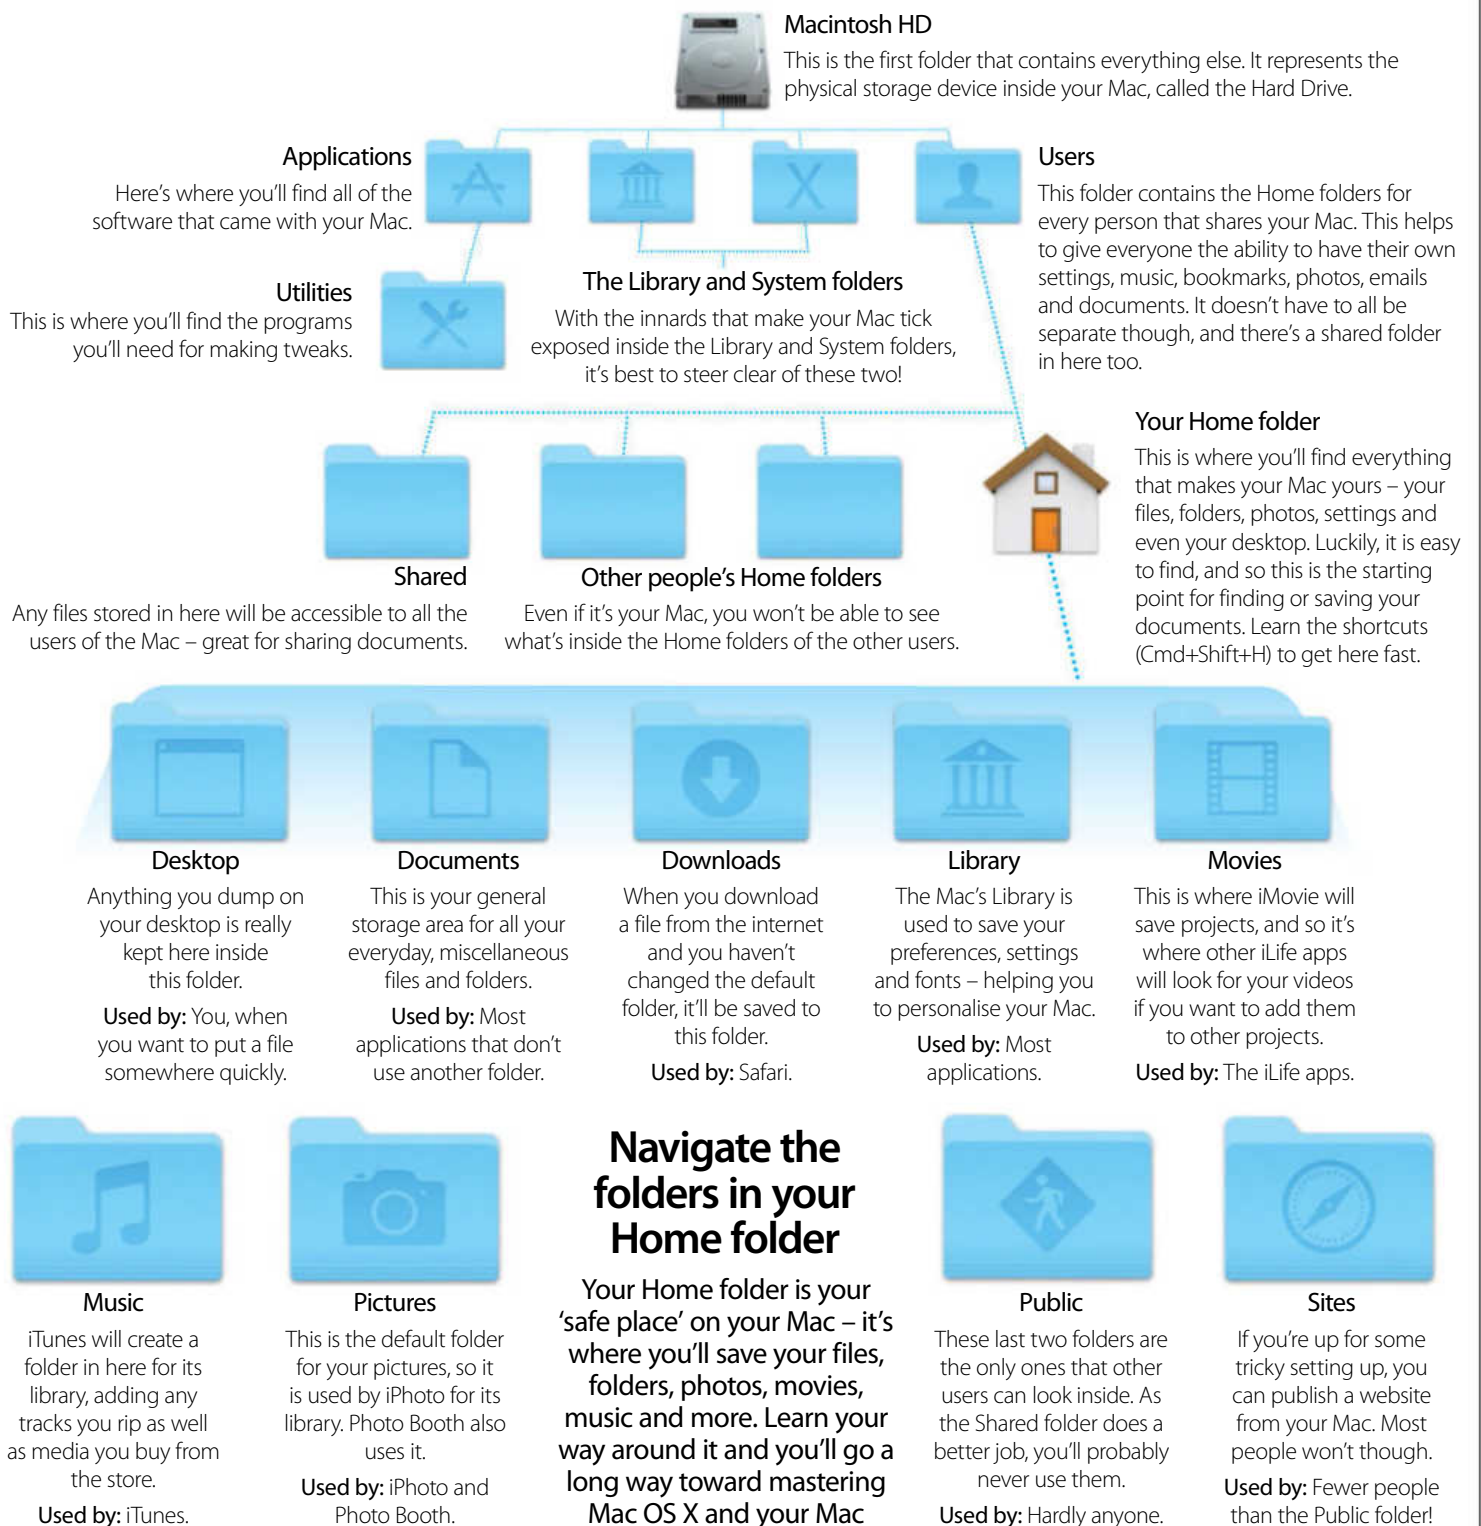 Macintosh HD
This is the first folder that contains everything else. It represents the
physical storage device inside your Mac, called the Hard Drive.
Applications
Here's where you'll find all of the
software that came with your Mac.
Utilities
This is where you'll find the programs
you'll need for making tweaks.
The Library and System folders
With the innards that make your Mac tick
exposed inside the Library and System folders,
it's best to steer clear of these two!
Users
This folder contains the Home folders for
every person that shares your Mac. This helps
to give everyone the ability to have their own
settings, music, bookmarks, photos, emails
and documents. It doesn't have to all be
separate though, and there's a shared folder
in here too.
Shared
Any files stored in here will be accessible to all the
users of the Mac – great for sharing documents.
Other people's Home folders
Even if it's your Mac, you won't be able to see
what's inside the Home folders of the other users.
Your Home folder
This is where you'll find everything
that makes your Mac yours – your
files, folders, photos, settings and
even your desktop. Luckily, it is easy
to find, and so this is the starting
point for finding or saving your
documents. Learn the shortcuts
(Cmd+Shift+H) to get here fast.
Desktop
Anything you dump on
your desktop is really
kept here inside
this folder.
Used by: You, when
you want to put a file
somewhere quickly.
Documents
This is your general
storage area for all your
everyday, miscellaneous
files and folders.
Used by: Most
applications that don't
use another folder.
Downloads
When you download
a file from the internet
and you haven't
changed the default
folder, it'll be saved to
this folder.
Used by: Safari.
Library
The Mac's Library is
used to save your
preferences, settings
and fonts – helping you
to personalise your Mac.
Used by: Most
applications.
Movies
This is where iMovie will
save projects, and so it's
where other iLife apps
will look for your videos
if you want to add them
to other projects.
Used by: The iLife apps.
Music
iTunes will create a
folder in here for its
library, adding any
tracks you rip as well
as media you buy from
the store.
Used by: iTunes.
Pictures
This is the default folder
for your pictures, so it
is used by iPhoto for its
library. Photo Booth also
uses it.
Used by: iPhoto and
Photo Booth.
Navigate the
folders in your
Home folder
Your Home folder is your
‘safe place’ on your Mac – it's
where you'll save your files,
folders, photos, movies,
music and more. Learn your
way around it and you'll go a
long way toward mastering
Mac OS X and your Mac
Public
These last two folders are
the only ones that other
users can look inside. As
the Shared folder does a
better job, you'll probably
never use them.
Used by: Hardly anyone.
Sites
If you're up for some
tricky setting up, you
can publish a website
from your Mac. Most
people won't though.
Used by: Fewer people
than the Public folder!